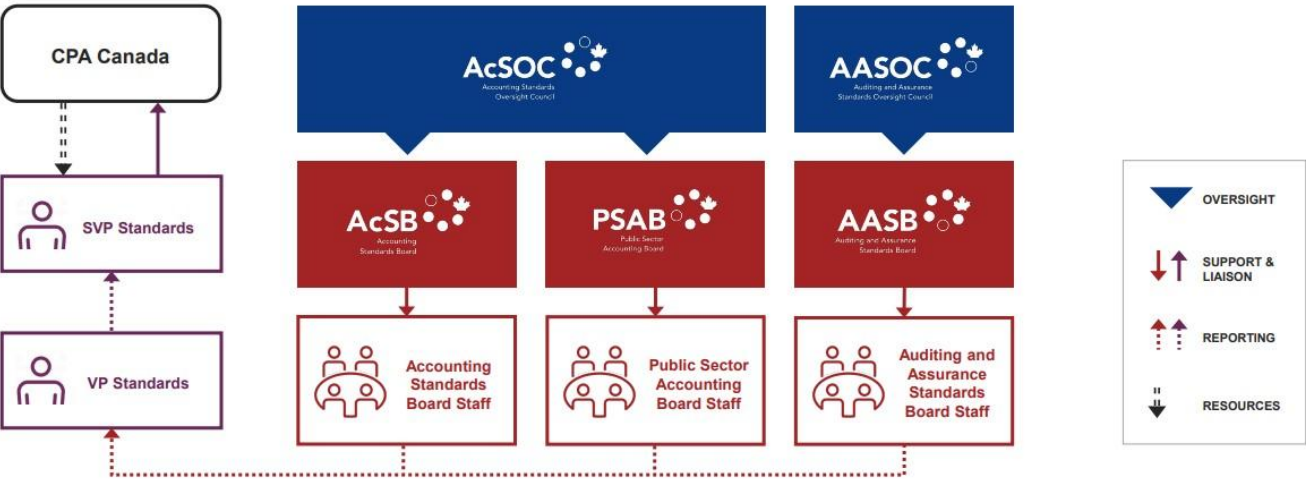 CPA Canada
SVP Standards
VP Standards
AcSOC
Accounting Standards
Oversight Council
AASOC
Auditing and Assurance
Standards Oversight Council
AcSB
Accounting
Standards Board
PSAB
Public Sector
Accounting Board
AASB
Auditing and Assurance
Standards Board
Accounting
Standards
Board Staff
Public Sector
Accounting
Board Staff
Auditing and
Assurance
Standards
Board Staff
OVERSIGHT
SUPPORT &
LIAISON
REPORTING
RESOURCES